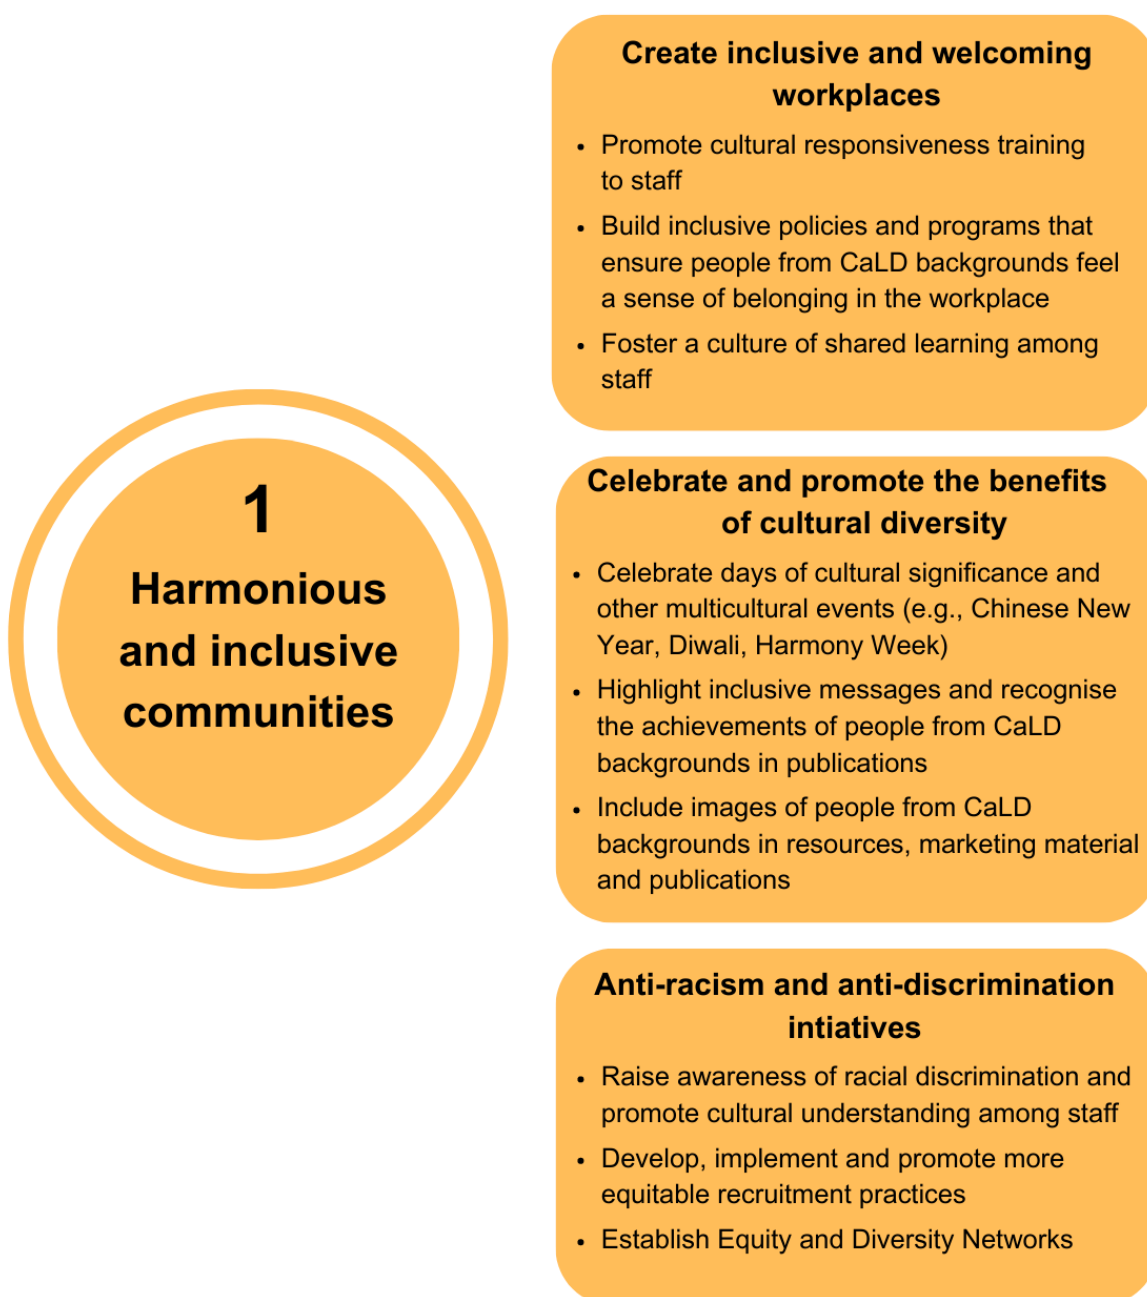 Create inclusive and welcoming
workplaces
• Promote cultural responsiveness training
to staff
• Build inclusive policies and programs that
ensure people from CaLD backgrounds feel
a sense of belonging in the workplace
• Foster a culture of shared learning among
staff
1
Harmonious
and inclusive
communities
Celebrate and promote the benefits
of cultural diversity
• Celebrate days of cultural significance and
other multicultural events (e.g., Chinese New
Year, Diwali, Harmony Week)
• Highlight inclusive messages and recognise
the achievements of people from CaLD
backgrounds in publications
• Include images of people from CaLD
backgrounds in resources, marketing material
and publications
Anti-racism and anti-discrimination
intiatives
• Raise awareness of racial discrimination and
promote cultural understanding among staff
• Develop, implement and promote more
equitable recruitment practices
• Establish Equity and Diversity Networks